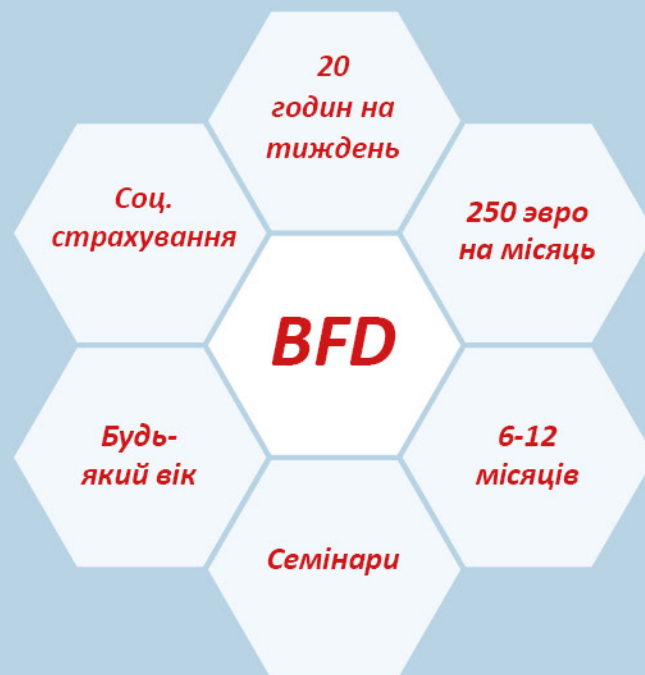 20
годин на
тиждень
Соц.
страхування
250 эвро
на місяць
BFD
Будь-
який вік
6-12
місяців
Семінари